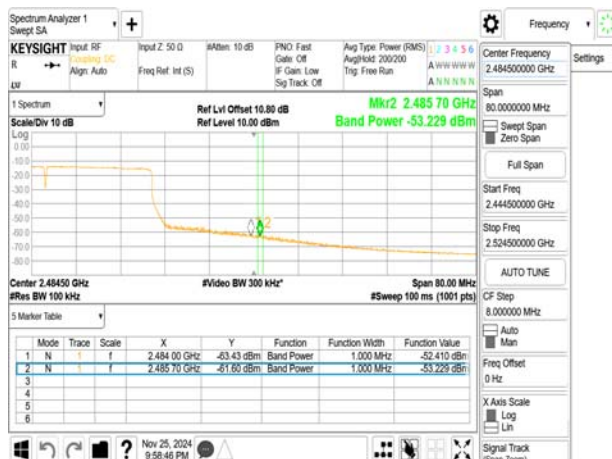 Spectrum Analyzer 1
Swept SA
+
Frequency
KEYSIGHT
Input: RF
Coupling: DC
Align: Auto
Input Z: 50 Ω
Freq Ref: Int (S)
#Atten: 10 dB
PNO: Fast
Gate: Off
IF Gain: Low
Sig Track: Off
Avg Type: Power (RMS)
Avg|Hold: 200/200
Trig: Free Run
1 2 3 4 5 6
A W W W W W
A N N N N N
R
Center Frequency
2.484500000 GHz
Settings
Span
80.0000000 MHz
Swept Span
Zero Span
Full Span
Start Freq
2.444500000 GHz
Stop Freq
2.524500000 GHz
AUTO TUNE
CF Step
8.000000 MHz
Auto
Man
Freq Offset
0 Hz
X Axis Scale
Log
Lin
Signal Track
1 Spectrum
Scale/Div 10 dB
Log
Ref Lvl Offset 10.80 dB
Ref Level 10.00 dBm
Mkr2 2.485 70 GHz
Band Power -53.229 dBm
0.00
-10.0
-20.0
-30.0
-40.0
-50.0
-60.0
-70.0
-80.0
2
Center 2.48450 GHz
#Res BW 100 kHz
#Video BW 300 kHz*
Span 80.00 MHz
#Sweep 100 ms (1001 pts)
5 Marker Table
Mode Trace Scale X Y Function Function Width Function Value
1 N 1 f 2.484 00 GHz -63.43 dBm Band Power 1.000 MHz -52.410 dBm
2 N 1 f 2.485 70 GHz -61.60 dBm Band Power 1.000 MHz -53.229 dBm
3
4
5
6
?
Nov 25, 2024
9:58:46 PM